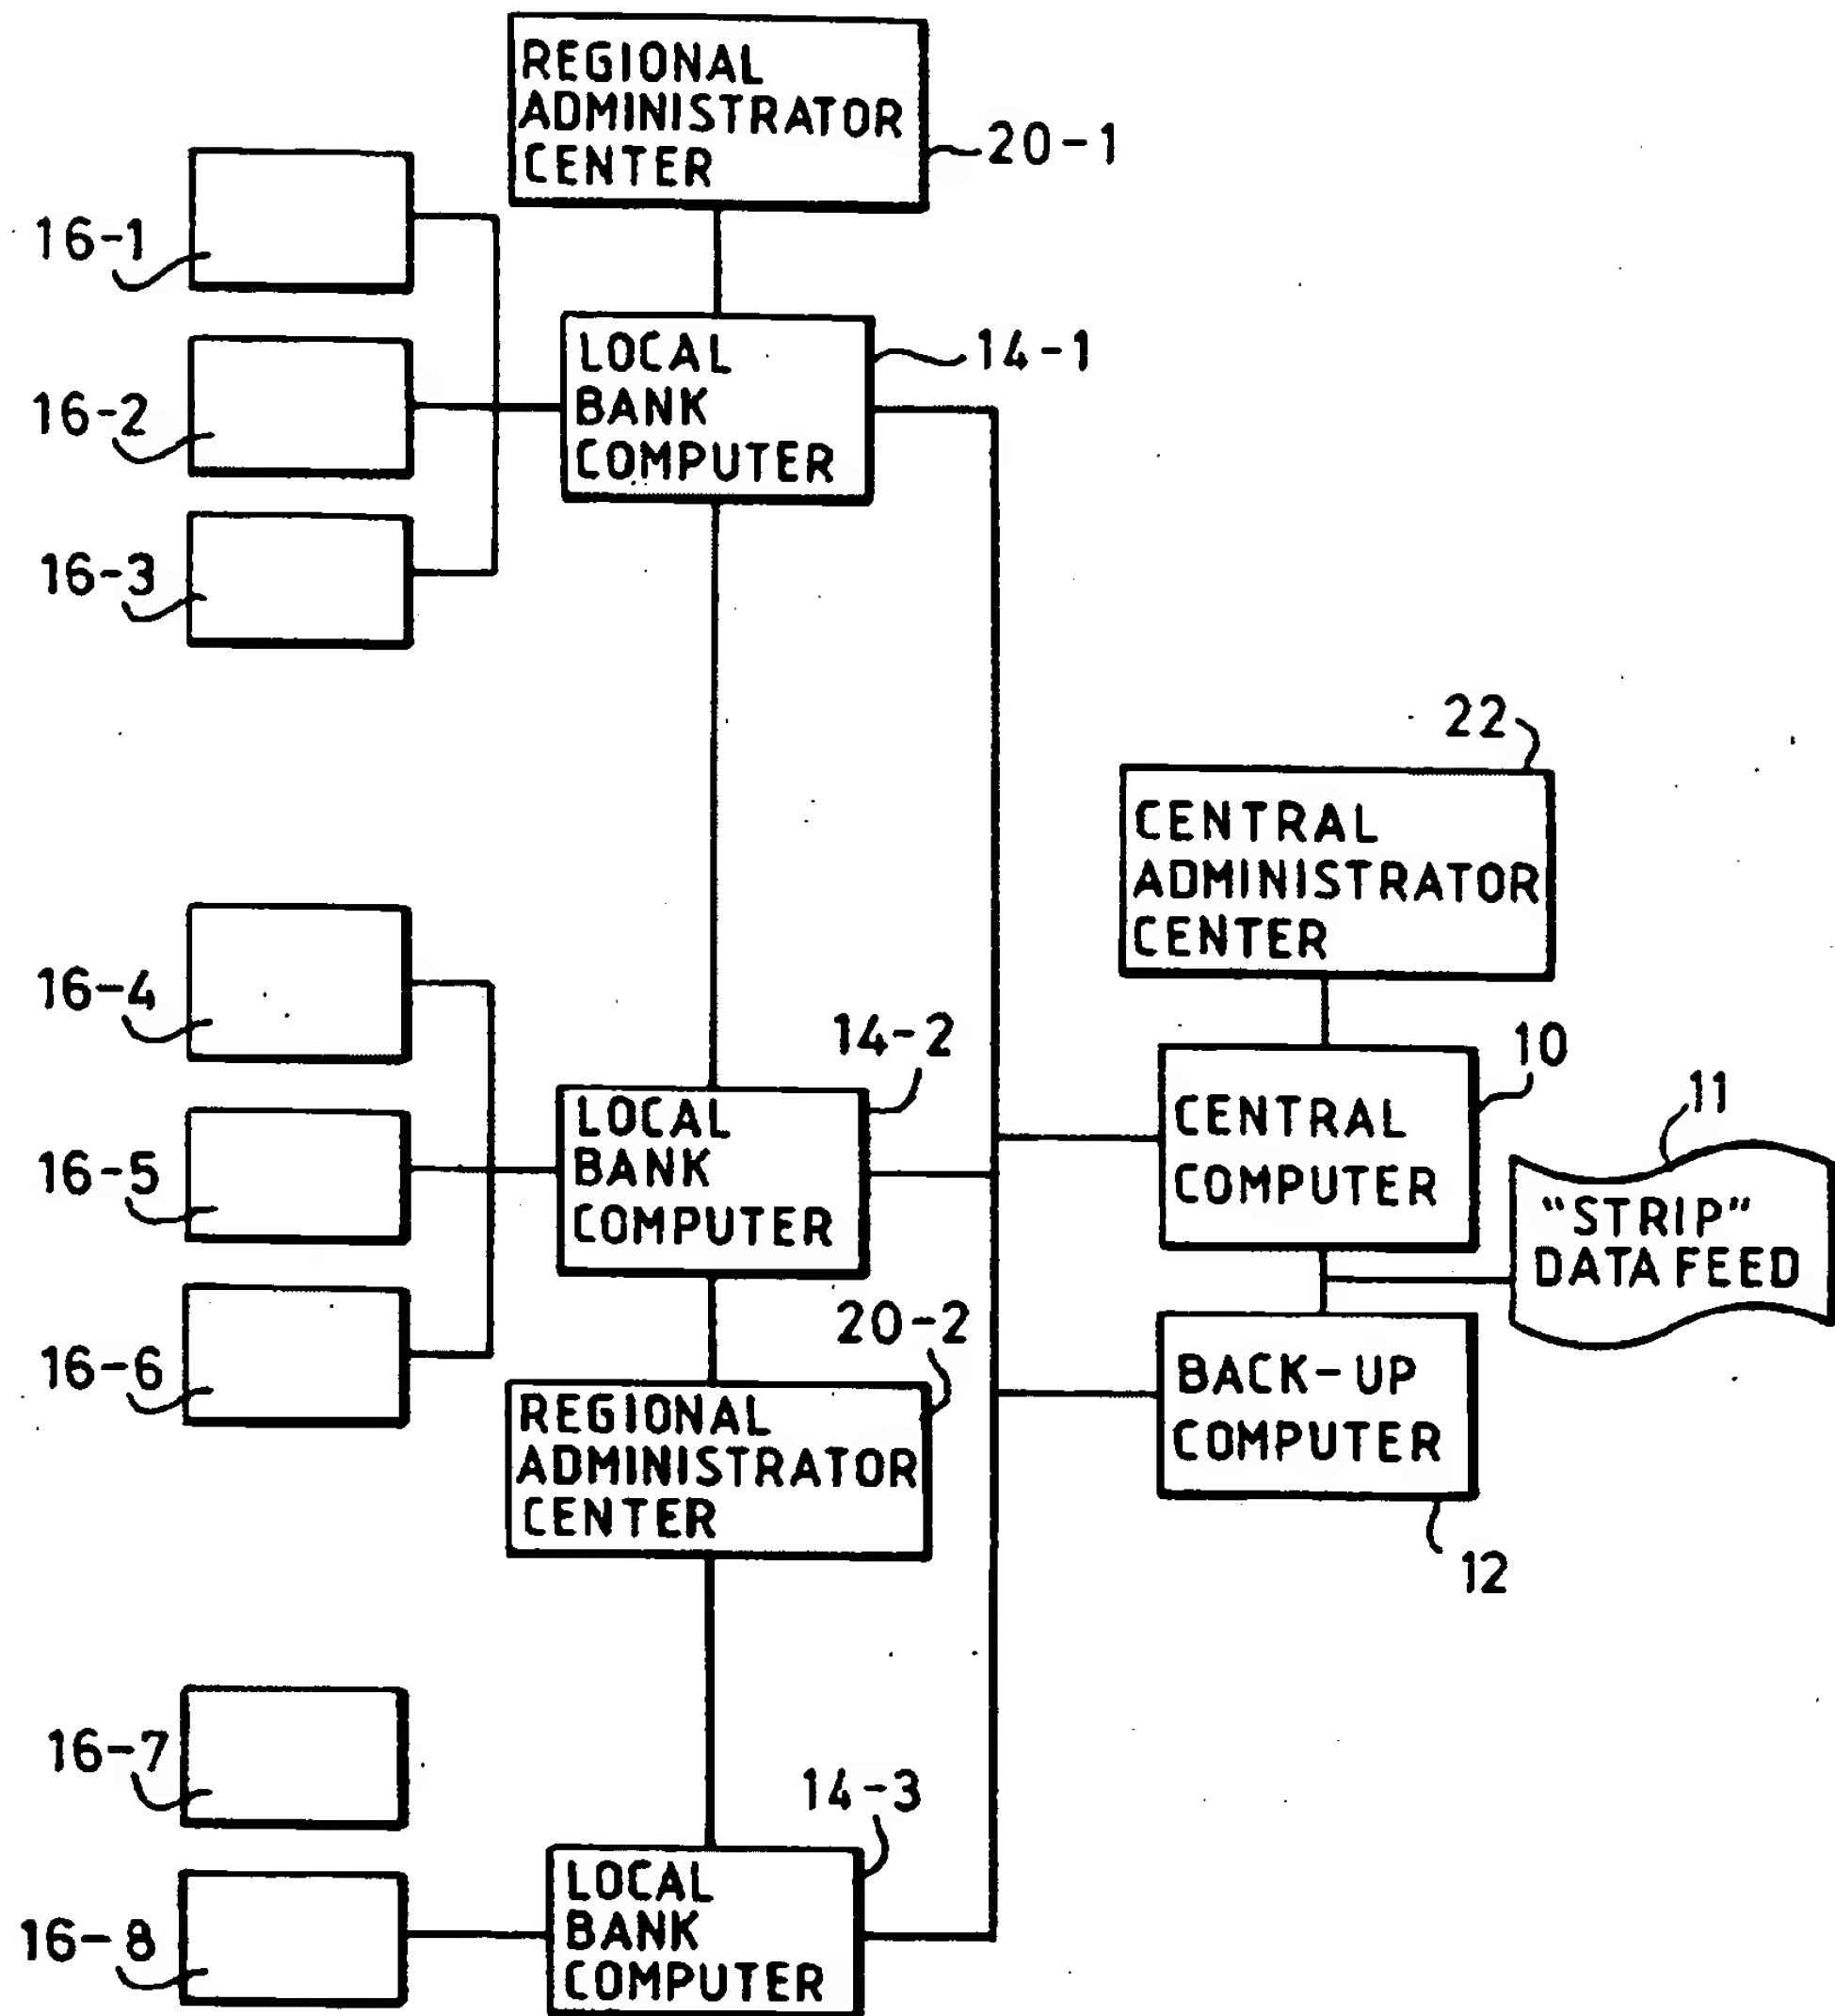 REGIONAL
ADMINISTRATOR
CENTER
20-1
16-1
LOCAL
BANK
COMPUTER
14-1
16-2
16-3
22
CENTRAL
ADMINISTRATOR
CENTER
16-4
14-2
10
11
LOCAL
BANK
COMPUTER
CENTRAL
COMPUTER
16-5
"STRIP"
DATA FEED
20-2
16-6
REGIONAL
ADMINISTRATOR
CENTER
BACK-UP
COMPUTER
12
16-7
14-3
LOCAL
BANK
COMPUTER
16-8